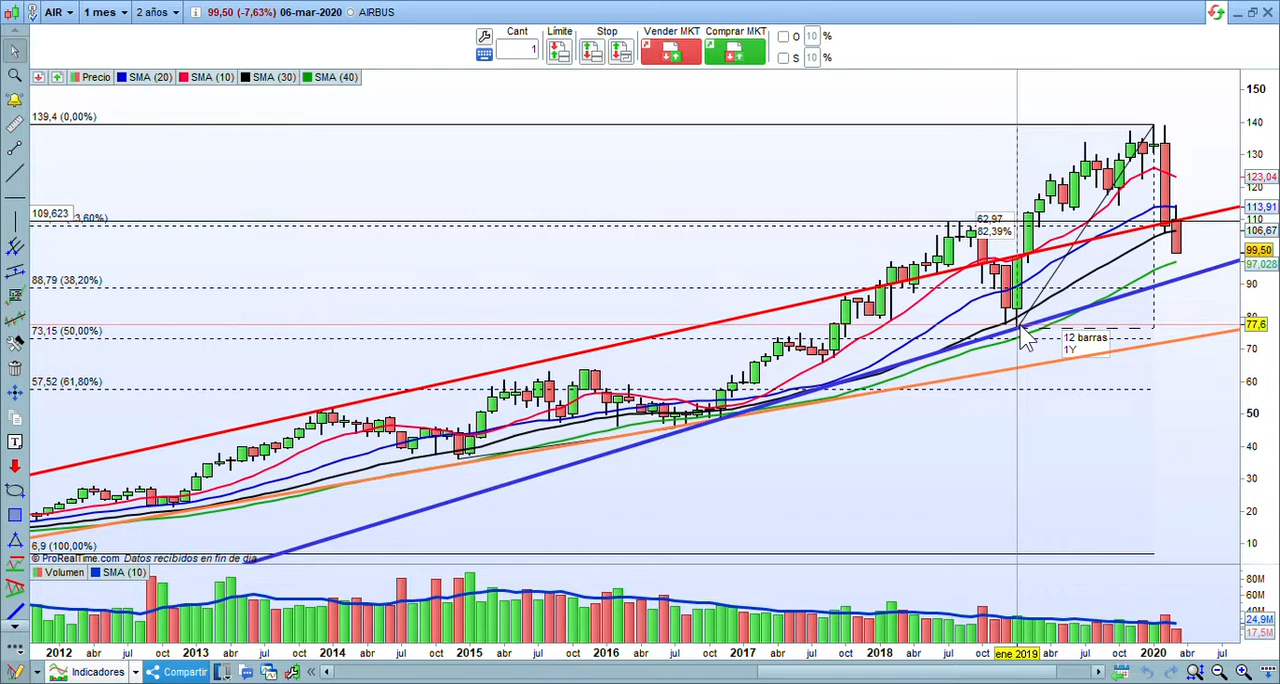 AIR 1 mes 2 años 99,50 (-7,63%) 06-mar-2020 AIRBUS
Cant Límite Stop Vender MKT Comprar MKT O 10 %
1 S 10 %
Precio SMA (20) SMA (10) SMA (30) SMA (40)
150
139,4 (0,00%)
140
130
123,04
120
113,91
109,623 3,60%)
62,97
82,39%
110
106,67
99,50
97,028
88,79 (38,20%)
90
80
77,6
73,15 (50,00%)
12 barras
1Y
70
57,52 (61,80%)
60
50
40
30
20
6,9 (100,00%)
10
© ProRealTime.com Datos recibidos en fin de día
Volumen SMA (10)
80M
60M
40M
24,9M
17,5M
2012 abr jul oct 2013 abr jul oct 2014 abr jul oct 2015 abr jul oct 2016 abr jul oct 2017 abr jul oct 2018 abr jul oct ene 2019 abr jul oct 2020 abr jul
Indicadores Compartir